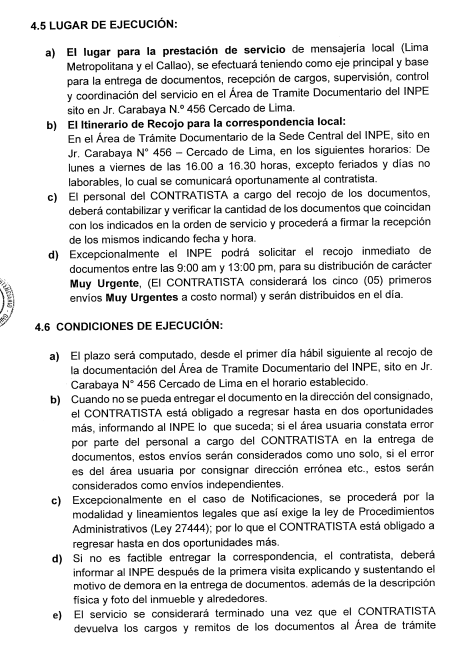 4.5 LUGAR DE EJECUCIÓN:
a) El lugar para la prestación de servicio de mensajería local (Lima
Metropolitana y el Callao), se efectuará teniendo como eje principal y base
para la entrega de documentos, recepción de cargos, supervisión, control
y coordinación del servicio en el Área de Tramite Documentario del INPE
sito en Jr. Carabaya N.º 456 Cercado de Lima.
b) El Itinerario de Recojo para la correspondencia local:
En el Área de Trámite Documentario de la Sede Central del INPE, sito en
Jr. Carabaya N° 456 – Cercado de Lima, en los siguientes horarios: De
lunes a viernes de las 16.00 a 16.30 horas, excepto feriados y días no
laborables, lo cual se comunicará oportunamente al contratista.
c) El personal del CONTRATISTA a cargo del recojo de los documentos,
deberá contabilizar y verificar la cantidad de los documentos que coincidan
con los indicados en la orden de servicio y procederá a firmar la recepción
de los mismos indicando fecha y hora.
d) Excepcionalmente el INPE podrá solicitar el recojo inmediato de
documentos entre las 9:00 am y 13:00 pm, para su distribución de carácter
Muy Urgente, (El CONTRATISTA considerará los cinco (05) primeros
envíos Muy Urgentes a costo normal) y serán distribuidos en el día.
4.6 CONDICIONES DE EJECUCIÓN:
a) El plazo será computado, desde el primer día hábil siguiente al recojo de
la documentación del Área de Tramite Documentario del INPE, sito en Jr.
Carabaya N° 456 Cercado de Lima en el horario establecido.
b) Cuando no se pueda entregar el documento en la dirección del consignado,
el CONTRATISTA está obligado a regresar hasta en dos oportunidades
más, informando al INPE lo que suceda; si el área usuaria constata error
por parte del personal a cargo del CONTRATISTA en la entrega de
documentos, estos envíos serán considerados como uno solo, si el error
es del área usuaria por consignar dirección errónea etc., estos serán
considerados como envíos independientes.
c) Excepcionalmente en el caso de Notificaciones, se procederá por la
modalidad y lineamientos legales que así exige la ley de Procedimientos
Administrativos (Ley 27444); por lo que el CONTRATISTA está obligado a
regresar hasta en dos oportunidades más.
d) Si no es factible entregar la correspondencia, el contratista, deberá
informar al INPE después de la primera visita explicando y sustentando el
motivo de demora en la entrega de documentos. además de la descripción
física y foto del inmueble y alrededores.
e) El servicio se considerará terminado una vez que el CONTRATISTA
devuelva los cargos y remitos de los documentos al Área de trámite